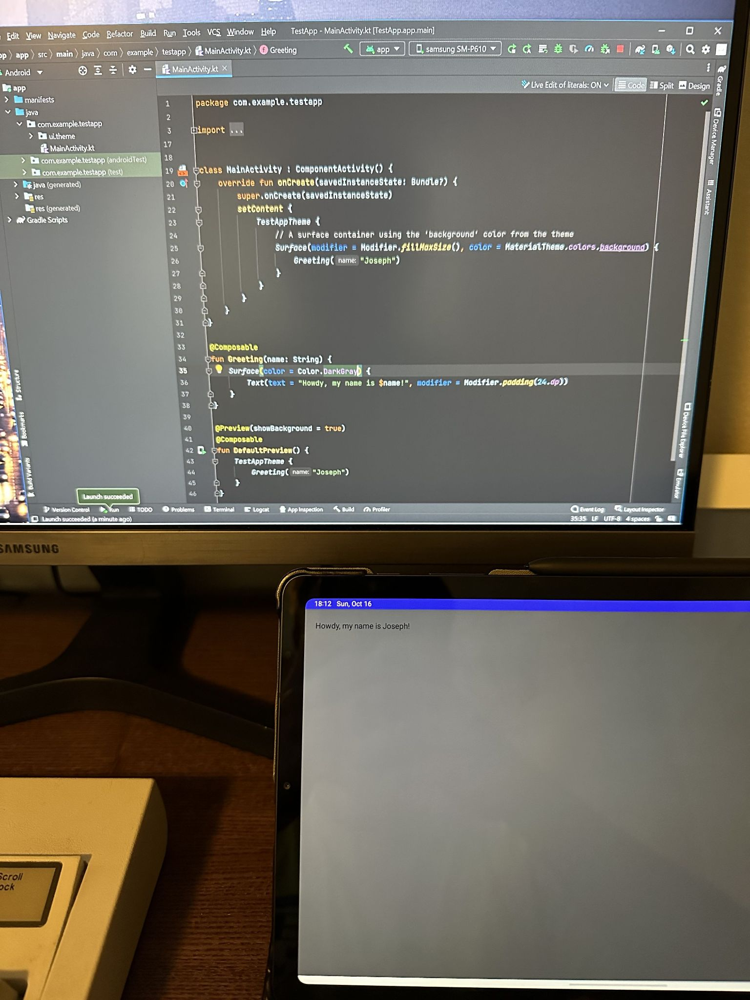 Edit View Navigate Code Refactor Build Run Tools VCS Window Help TestApp - MainActivity.kt [TestApp.app.main]
app src main java com example testapp MainActivity.kt Greeting app samsung SM-P610
Android
MainActivity.kt
Live Edit of literals: ON Code Split Design
app
manifests
java
com.example.testapp
ui.theme
MainActivity.kt
com.example.testapp (androidTest)
com.example.testapp (test)
java (generated)
res
res (generated)
Gradle Scripts
1 package com.example.testapp
2
3 import ...
17
18
19 class MainActivity : ComponentActivity() {
20 override fun onCreate(savedInstanceState: Bundle?) {
21 super.onCreate(savedInstanceState)
22 setContent {
23 TestAppTheme {
24 // A surface container using the 'background' color from the theme
25 Surface(modifier = Modifier.fillMaxSize(), color = MaterialTheme.colors.background) {
26 Greeting( name: "Joseph")
27 }
28 }
29 }
30 }
31 }
32
33 @Composable
34 fun Greeting(name: String) {
35 Surface(color = Color.DarkGray) {
36 Text(text = "Howdy, my name is $name!", modifier = Modifier.padding(24.dp))
37 }
38 }
39
40 @Preview(showBackground = true)
41 @Composable
42 fun DefaultPreview() {
43 TestAppTheme {
44 Greeting( name: "Joseph")
45 }
46 }
Gradle
Device Manager
Assistant
Device File Explorer
Emulator
Structure
Bookmarks
Build Variants
Launch succeeded
Version Control Run TODO Problems Terminal Logcat App Inspection Build Profiler Event Log Layout Inspector
Launch succeeded (a minute ago) 35:35 LF UTF-8 4 spaces
SAMSUNG
18:12 Sun, Oct 16
Howdy, my name is Joseph!
Scroll
ock